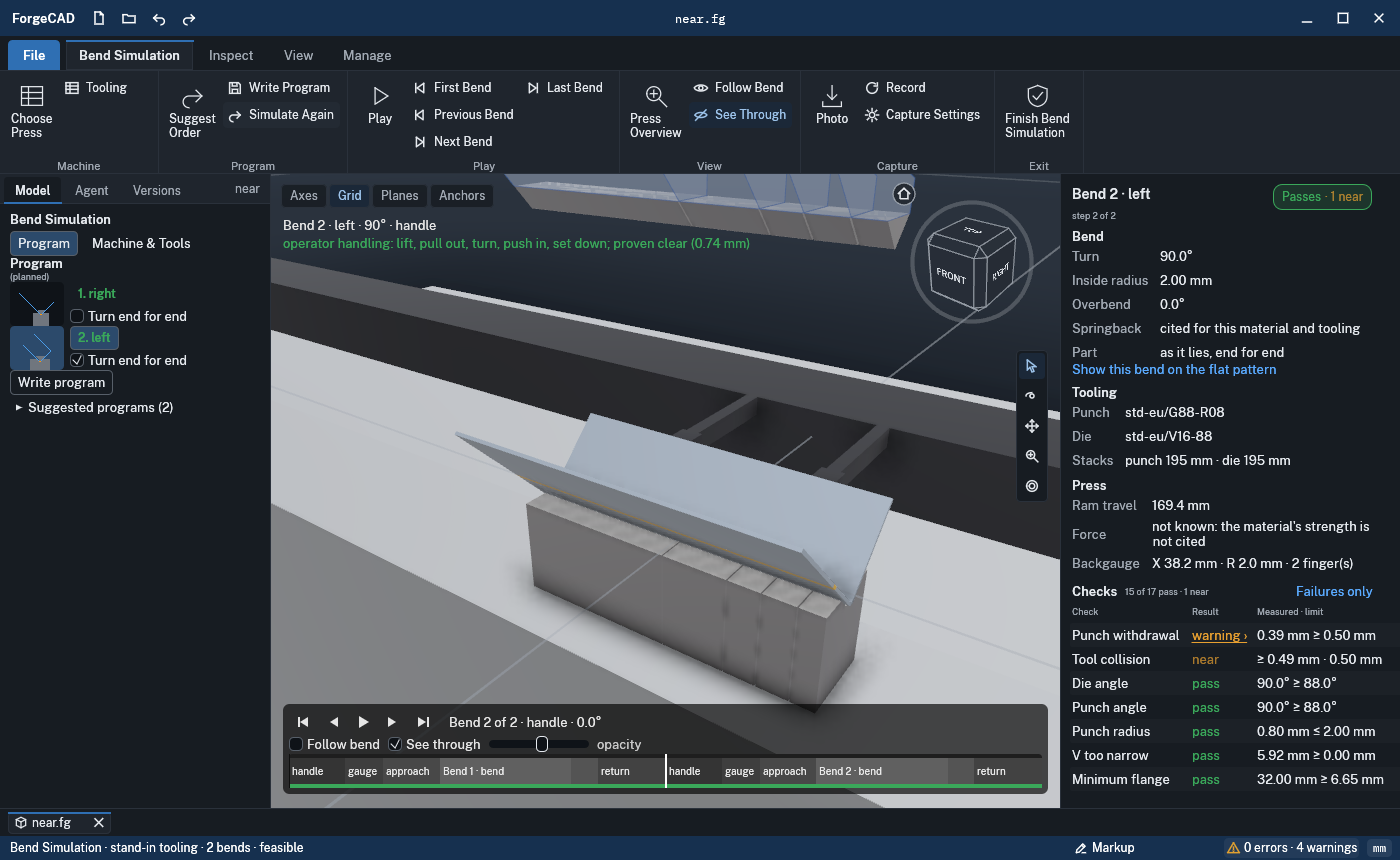 ForgeCAD
near.fg
File
Bend Simulation
Inspect
View
Manage
Choose Press
Tooling
Machine
Suggest Order
Write Program
Simulate Again
Program
Play
First Bend
Previous Bend
Next Bend
Last Bend
Play
Press Overview
Follow Bend
See Through
View
Photo
Record
Capture Settings
Capture
Finish Bend Simulation
Exit
Model
Agent
Versions
near
Bend Simulation
Program
Machine & Tools
Program
(planned)
1. right
Turn end for end
2. left
Turn end for end
Write program
Suggested programs (2)
Axes
Grid
Planes
Anchors
Bend 2 · left · 90° · handle
operator handling: lift, pull out, turn, push in, set down; proven clear (0.74 mm)
TOP
FRONT
RIGHT
Bend 2 of 2 · handle · 0.0°
Follow bend
See through
opacity
handle
gauge
approach
Bend 1 · bend
return
handle
gauge
approach
Bend 2 · bend
return
Bend 2 · left
Passes · 1 near
step 2 of 2
Bend
Turn 90.0°
Inside radius 2.00 mm
Overbend 0.0°
Springback cited for this material and tooling
Part as it lies, end for end
Show this bend on the flat pattern
Tooling
Punch std-eu/G88-R08
Die std-eu/V16-88
Stacks punch 195 mm · die 195 mm
Press
Ram travel 169.4 mm
Force not known: the material's strength is
not cited
Backgauge X 38.2 mm · R 2.0 mm · 2 finger(s)
Checks 15 of 17 pass · 1 near Failures only
Check Result Measured · limit
Punch withdrawal warning › 0.39 mm ≥ 0.50 mm
Tool collision near ≥ 0.49 mm · 0.50 mm
Die angle pass 90.0° ≥ 88.0°
Punch angle pass 90.0° ≥ 88.0°
Punch radius pass 0.80 mm ≤ 2.00 mm
V too narrow pass 5.92 mm ≥ 0.00 mm
Minimum flange pass 32.00 mm ≥ 6.65 mm
near.fg
Bend Simulation · stand-in tooling · 2 bends · feasible
Markup
0 errors · 4 warnings
mm